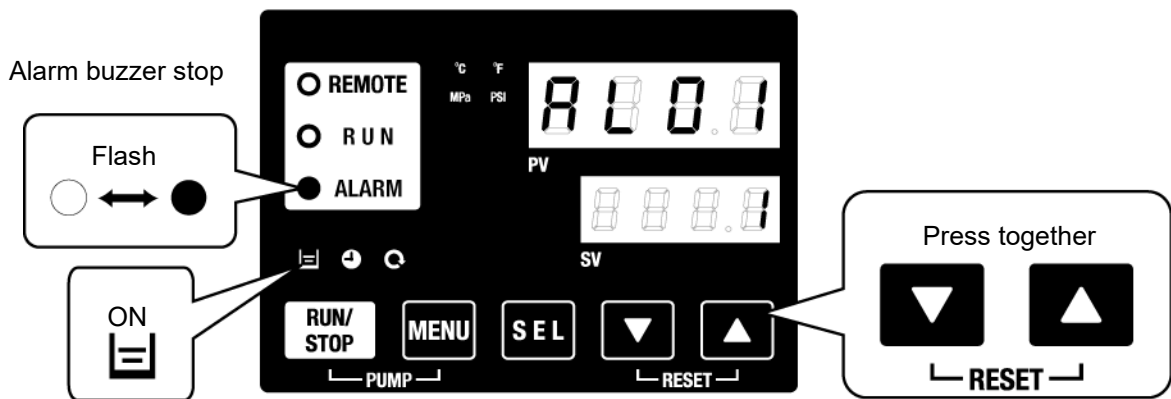 Alarm buzzer stop
Flash
ON
REMOTE
RUN
ALARM
°C °F
MPa PSI
AL01
PV
1
SV
RUN/
STOP
MENU
SEL
▼
▲
PUMP
RESET
Press together
▼ ▲
RESET